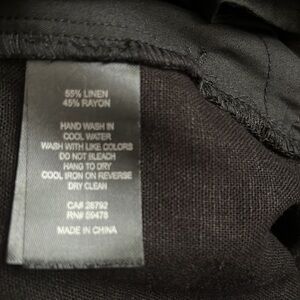 55% LINEN
45% RAYON
HAND WASH IN
COOL WATER
WASH WITH LIKE COLORS
DO NOT BLEACH
HANG TO DRY
COOL IRON ON REVERSE
DRY CLEAN
CA# 28792
RN# 59478
MADE IN CHINA